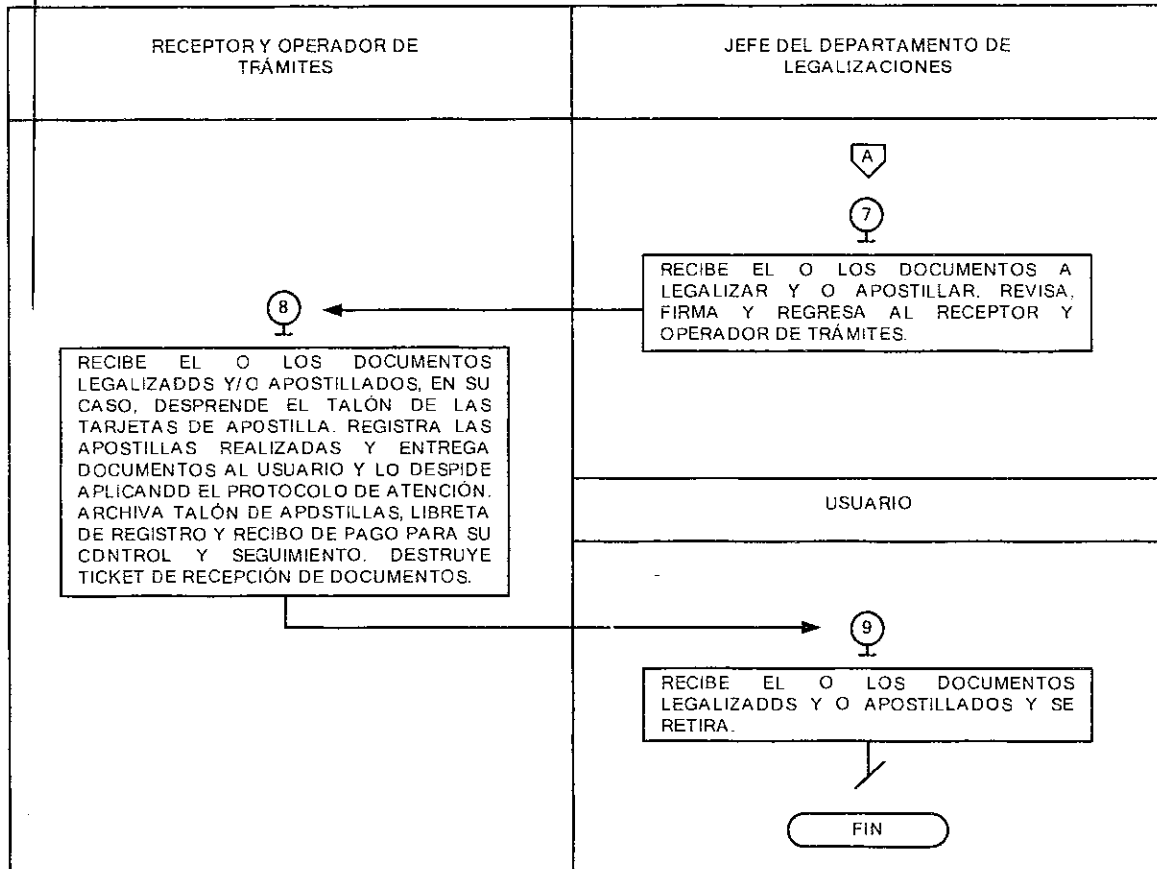 RECEPTOR Y OPERADOR DE
TRÁMITES
JEFE DEL DEPARTAMENTO DE
LEGALIZACIONES
A
7
RECIBE EL O LOS DOCUMENTOS A
LEGALIZAR Y O APOSTILLAR, REVISA,
FIRMA Y REGRESA AL RECEPTOR Y
OPERADOR DE TRÁMITES.
8
RECIBE EL O LOS DOCUMENTOS
LEGALIZADDS Y/O APOSTILLADOS, EN SU
CASO, DESPRENDE EL TALÓN DE LAS
TARJETAS DE APOSTILLA. REGISTRA LAS
APOSTILLAS REALIZADAS Y ENTREGA
DOCUMENTOS AL USUARIO Y LO DESPIDE
APLICANDD EL PROTOCOLO DE ATENCIÓN.
ARCHIVA TALÓN DE APDSTILLAS, LIBRETA
DE REGISTRO Y RECIBO DE PAGO PARA SU
CDNTROL Y SEGUIMIENTO. DESTRUYE
TICKET DE RECEPCIÓN DE DOCUMENTOS.
USUARIO
9
RECIBE EL O LOS DOCUMENTOS
LEGALIZADDS Y O APOSTILLADOS Y SE
RETIRA.
FIN